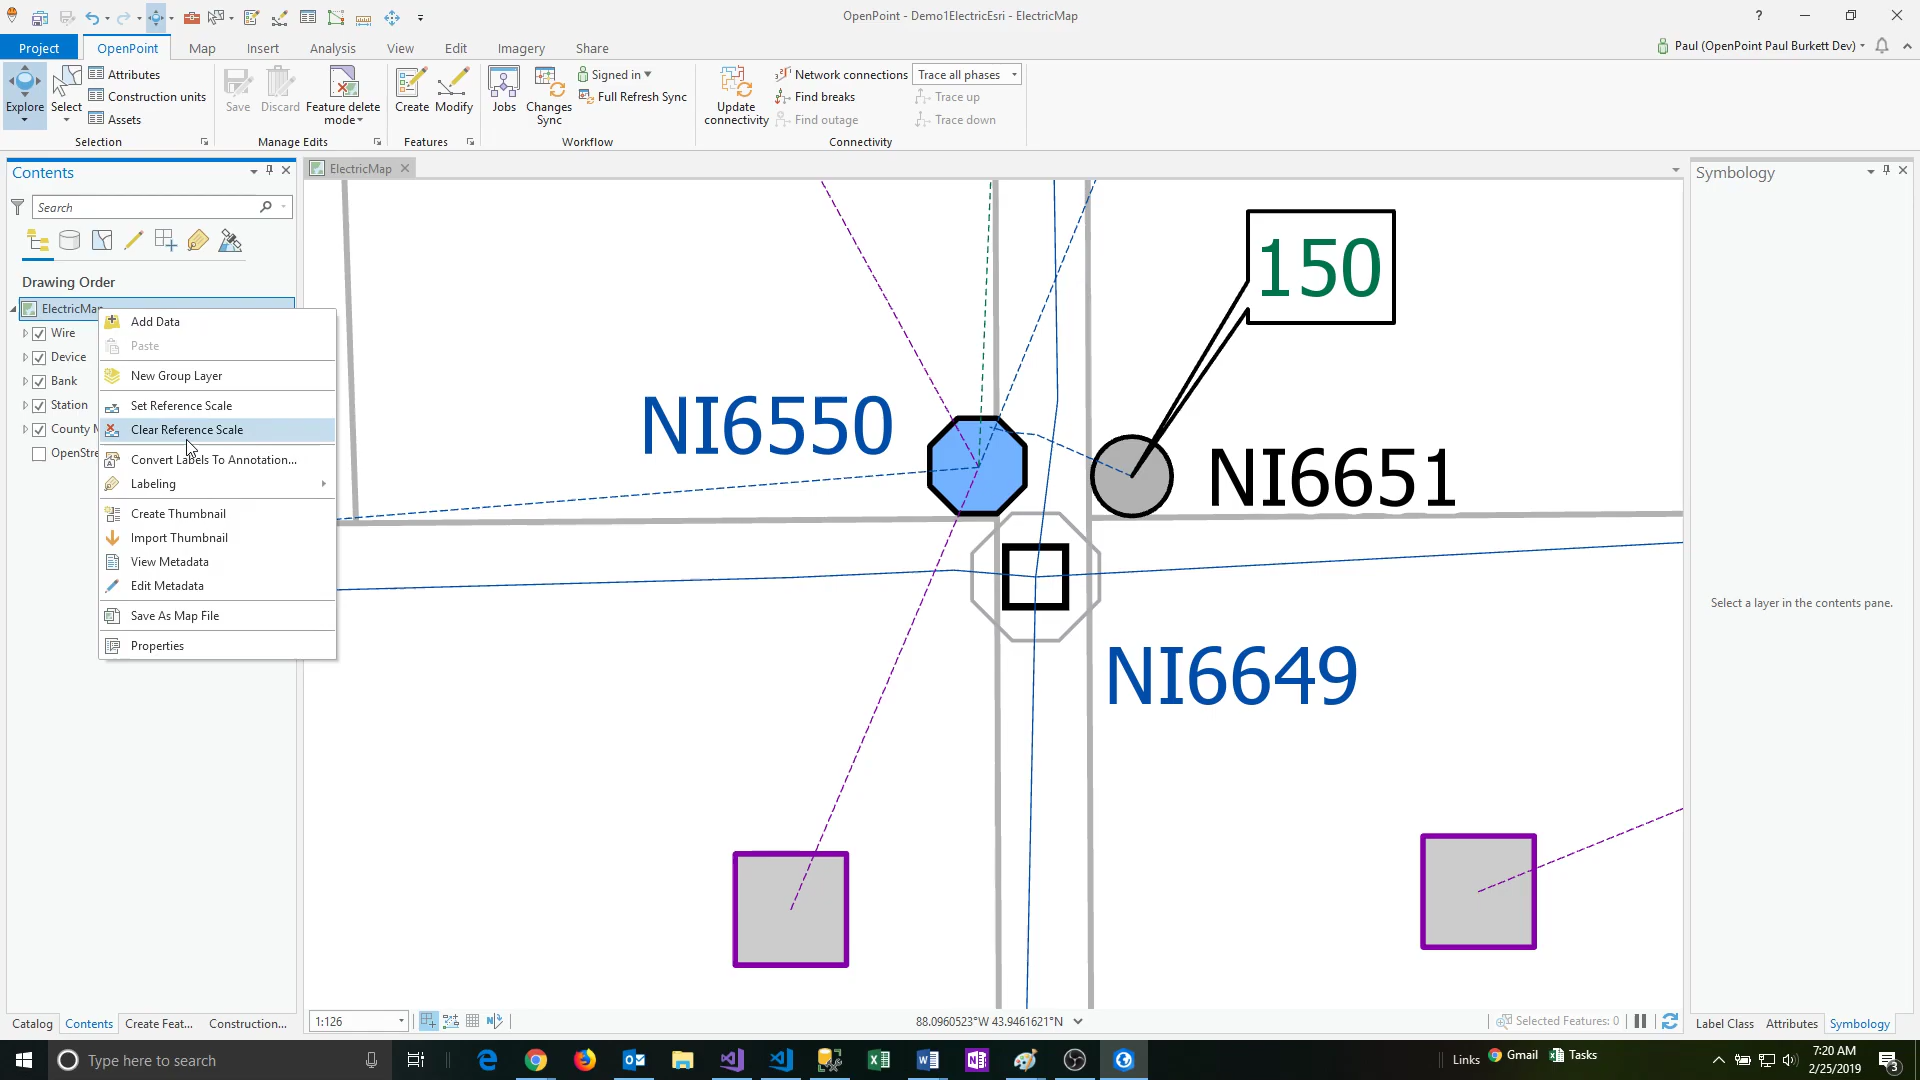 OpenPoint - Demo1ElectricEsri - ElectricMap
?
Project
OpenPoint
Map
Insert
Analysis
View
Edit
Imagery
Share
Paul (OpenPoint Paul Burkett Dev)
Explore
Select
Attributes
Construction units
Assets
Selection
Save
Discard
Feature delete
mode
Manage Edits
Create
Modify
Features
Jobs
Changes
Sync
Signed in
Full Refresh Sync
Workflow
Update
connectivity
Network connections
Find breaks
Find outage
Trace all phases
Trace up
Trace down
Connectivity
Contents
Search
Drawing Order
ElectricMap
Wire
Device
Bank
Station
County M
OpenStre
Add Data
Paste
New Group Layer
Set Reference Scale
Clear Reference Scale
Convert Labels To Annotation...
Labeling
Create Thumbnail
Import Thumbnail
View Metadata
Edit Metadata
Save As Map File
Properties
ElectricMap
150
NI6550
NI6651
NI6649
Symbology
Select a layer in the contents pane.
Catalog
Contents
Create Feat...
Construction...
1:126
88.0960523°W 43.9461621°N
Selected Features: 0
Label Class
Attributes
Symbology
Type here to search
Links
Gmail
Tasks
7:20 AM
2/25/2019
3